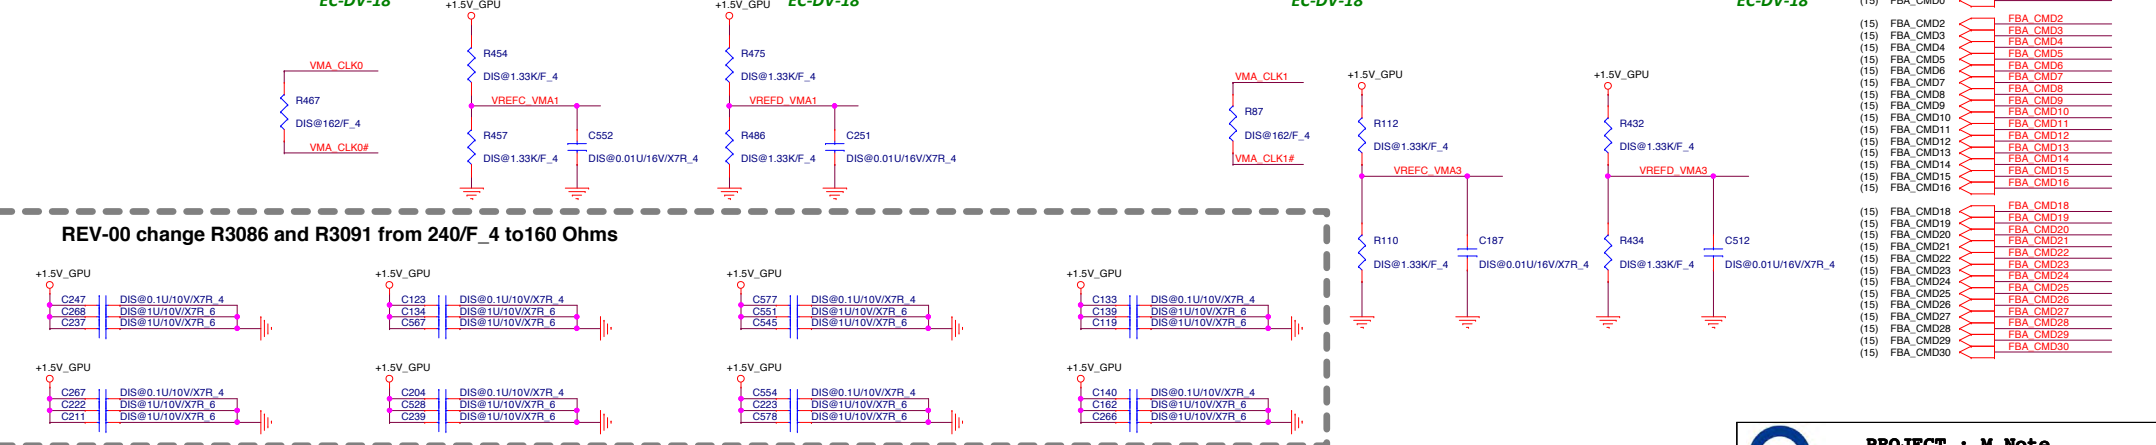 EC-DV-18
+1.5V_GPU
+1.5V_GPU
EC-DV-18
EC-DV-18
EC-DV-18
VMA_CLK0
R467
DIS@162/F_4
VMA_CLK0#
R454
DIS@1.33K/F_4
VREFC_VMA1
R457
DIS@1.33K/F_4
C552
DIS@0.01U/16V/X7R_4
R475
DIS@1.33K/F_4
VREFD_VMA1
R486
DIS@1.33K/F_4
C251
DIS@0.01U/16V/X7R_4
VMA_CLK1
R87
DIS@162/F_4
VMA_CLK1#
+1.5V_GPU
R112
DIS@1.33K/F_4
VREFC_VMA3
R110
DIS@1.33K/F_4
C187
DIS@0.01U/16V/X7R_4
+1.5V_GPU
R432
DIS@1.33K/F_4
VREFD_VMA3
R434
DIS@1.33K/F_4
C512
DIS@0.01U/16V/X7R_4
(15) FBA_CMD0
(15) FBA_CMD2 FBA_CMD2
(15) FBA_CMD3 FBA_CMD3
(15) FBA_CMD4 FBA_CMD4
(15) FBA_CMD5 FBA_CMD5
(15) FBA_CMD6 FBA_CMD6
(15) FBA_CMD7 FBA_CMD7
(15) FBA_CMD8 FBA_CMD8
(15) FBA_CMD9 FBA_CMD9
(15) FBA_CMD10 FBA_CMD10
(15) FBA_CMD11 FBA_CMD11
(15) FBA_CMD12 FBA_CMD12
(15) FBA_CMD13 FBA_CMD13
(15) FBA_CMD14 FBA_CMD14
(15) FBA_CMD15 FBA_CMD15
(15) FBA_CMD16 FBA_CMD16
(15) FBA_CMD18 FBA_CMD18
(15) FBA_CMD19 FBA_CMD19
(15) FBA_CMD20 FBA_CMD20
(15) FBA_CMD21 FBA_CMD21
(15) FBA_CMD22 FBA_CMD22
(15) FBA_CMD23 FBA_CMD23
(15) FBA_CMD24 FBA_CMD24
(15) FBA_CMD25 FBA_CMD25
(15) FBA_CMD26 FBA_CMD26
(15) FBA_CMD27 FBA_CMD27
(15) FBA_CMD28 FBA_CMD28
(15) FBA_CMD29 FBA_CMD29
(15) FBA_CMD30 FBA_CMD30
REV-00 change R3086 and R3091 from 240/F_4 to160 Ohms
+1.5V_GPU
C247 DIS@0.1U/10V/X7R_4
C268 DIS@1U/10V/X7R_6
C237 DIS@1U/10V/X7R_6
+1.5V_GPU
C123 DIS@0.1U/10V/X7R_4
C134 DIS@1U/10V/X7R_6
C567 DIS@1U/10V/X7R_6
+1.5V_GPU
C577 DIS@0.1U/10V/X7R_4
C551 DIS@1U/10V/X7R_6
C545 DIS@1U/10V/X7R_6
+1.5V_GPU
C133 DIS@0.1U/10V/X7R_4
C139 DIS@1U/10V/X7R_6
C119 DIS@1U/10V/X7R_6
+1.5V_GPU
C267 DIS@0.1U/10V/X7R_4
C222 DIS@1U/10V/X7R_6
C211 DIS@1U/10V/X7R_6
+1.5V_GPU
C204 DIS@0.1U/10V/X7R_4
C528 DIS@1U/10V/X7R_6
C239 DIS@1U/10V/X7R_6
+1.5V_GPU
C554 DIS@0.1U/10V/X7R_4
C223 DIS@1U/10V/X7R_6
C578 DIS@1U/10V/X7R_6
+1.5V_GPU
C140 DIS@0.1U/10V/X7R_4
C162 DIS@1U/10V/X7R_6
C266 DIS@1U/10V/X7R_6
PROJECT : M Note